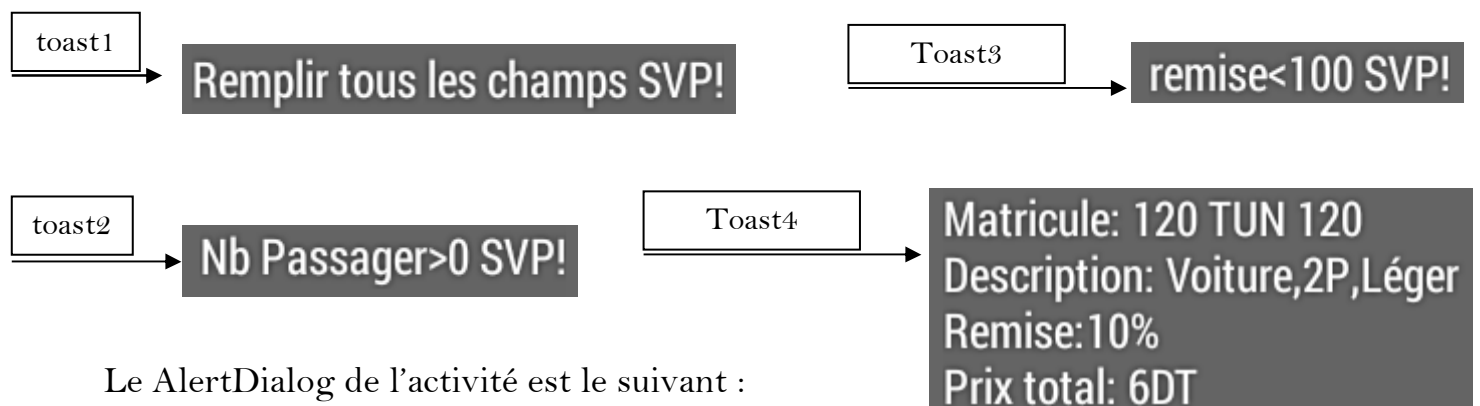 toast1
Remplir tous les champs SVP!
Toast3
remise<100 SVP!
toast2
Nb Passager>0 SVP!
Toast4
Matricule: 120 TUN 120
Description: Voiture,2P,Léger
Remise:10%
Prix total: 6DT
Le AlertDialog de l'activité est le suivant :